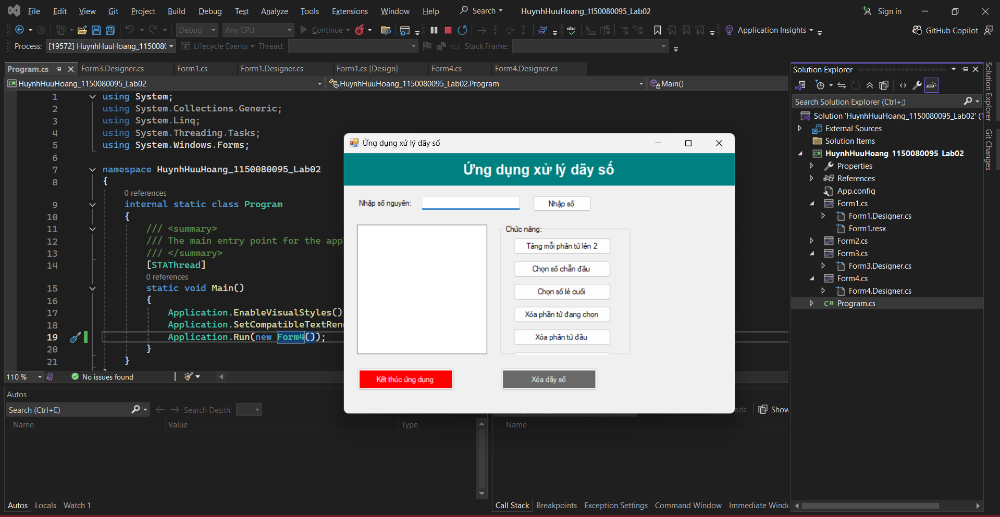 File Edit View Git Project Build Debug Test Analyze Tools Extensions Window Help Search HuynhHuuHoang_1150080095_Lab02 Sign in
Debug Any CPU Continue Application Insights GitHub Copilot
Process: [19572] HuynhHuuHoang_115008 Lifecycle Events Thread: Stack Frame:
Program.cs Form3.Designer.cs Form1.cs Form1.Designer.cs Form1.cs [Design] Form4.cs Form4.Designer.cs
HuynhHuuHoang_1150080095_Lab02 HuynhHuuHoang_1150080095_Lab02.Program Main()
1 using System;
2 using System.Collections.Generic;
3 using System.Linq;
4 using System.Threading.Tasks;
5 using System.Windows.Forms;
6
7 namespace HuynhHuuHoang_1150080095_Lab02
8 {
0 references
9 internal static class Program
10 {
11 /// <summary>
12 /// The main entry point for the app
13 /// </summary>
14 [STAThread]
0 references
15 static void Main()
16 {
17 Application.EnableVisualStyles()
18 Application.SetCompatibleTextRen
19 Application.Run(new Form4());
20 }
21 }
110 % No issues found
Ứng dụng xử lý dãy số
Ứng dụng xử lý dãy số
Nhập số nguyên: Nhập số
Chức năng:
Tăng mỗi phần tử lên 2
Chọn số chẵn đầu
Chọn số lẻ cuối
Xóa phần tử đang chọn
Xóa phần tử đầu
Kết thúc ứng dụng Xóa dãy số
Autos
Search (Ctrl+E) Search Depth:
Name Value Type
Autos Locals Watch 1
ads Show
Name
Call Stack Breakpoints Exception Settings Command Window Immediate Windo
Solution Explorer
Search Solution Explorer (Ctrl+;)
Solution 'HuynhHuuHoang_1150080095_Lab02' (1
External Sources
Solution Items
HuynhHuuHoang_1150080095_Lab02
Properties
References
App.config
Form1.cs
Form1.Designer.cs
Form1.resx
Form2.cs
Form3.cs
Form3.Designer.cs
Form4.cs
Form4.Designer.cs
C# Program.cs
Solution Explorer
Git Changes